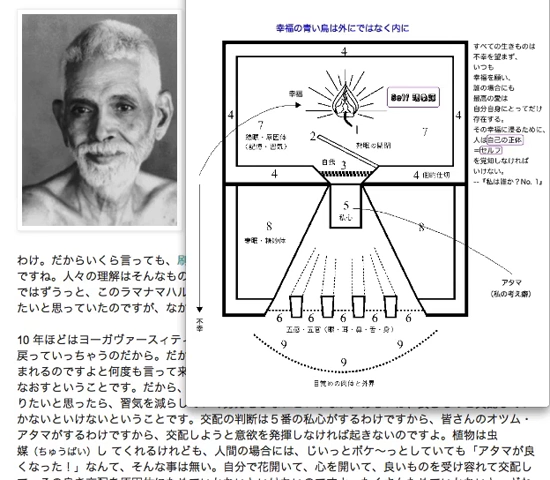 幸福の青い鳥は外にではなく内に
すべての生きものは
不幸を望まず、
いつも
幸福を願い、
誰の場合にも
最高の愛は
自分自身にとってだけ
存在する。
その幸福に浸るために、
人は自己の正体
=セルフ
を覚知しなければ
いけない。
--『私は誰か?No. 1』
4
4
4
幸福
1
7
熟眠・原因体
7
2
熟眠の開閉
自我
3
4
4
5
私心
8
8
夢眠・精妙体
アタマ
(私の考え癖)
不幸
6 6 6 6 6
五感・五官(眼・耳・鼻・舌・身)
9
9
9
目覚めの肉体と外界
わけ。だからいくら言っても、
ですね。人々の理解はそんなもの
ではずうっと、このラマナマハル
たいと思っていたのですが、なか
10 年ほどはヨーガヴァースィテ
戻っていっちゃうのだから。だか
まれるのですよと何度も言って来
なおすということです。だから、
りたいと思ったら、習気を減らし
かないといけないということです。交配の判断は５番の私心がするわけですから、皆さんのオツム・
アタマがするわけですから、交配しようと意欲を発揮しなければ起きないのですよ。植物は虫
媒（ちゅうばい）し てくれるけれども、人間の場合には、じいっとボケ～っとしていても「アタマが良
くなった！」なんて、そんな事は無い。自分で花開いて、心を開いて、良いものを受け容れて交配し